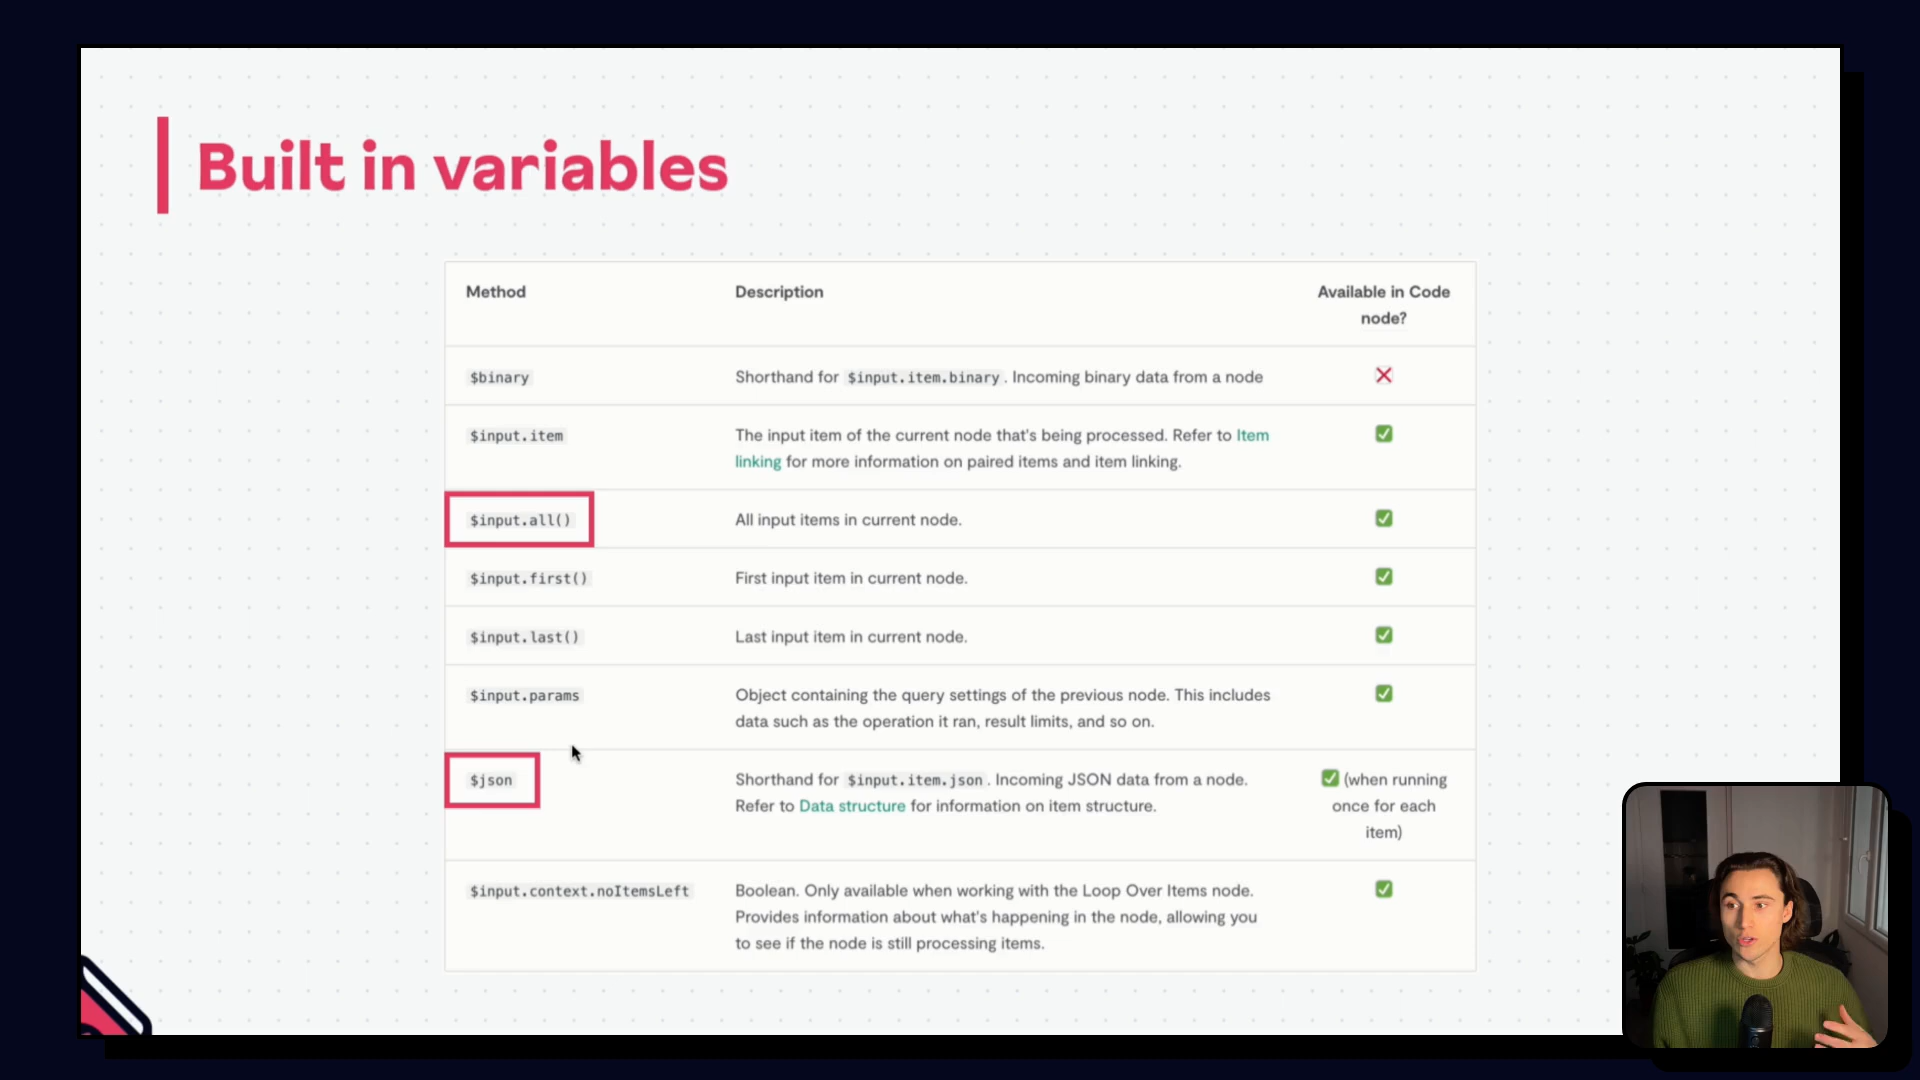 Built in variables
Method Description Available in Code
node?
$binary Shorthand for $input.item.binary. Incoming binary data from a node
$input.item The input item of the current node that's being processed. Refer to Item
linking for more information on paired items and item linking.
$input.all() All input items in current node.
$input.first() First input item in current node.
$input.last() Last input item in current node.
$input.params Object containing the query settings of the previous node. This includes
data such as the operation it ran, result limits, and so on.
$json Shorthand for $input.item.json. Incoming JSON data from a node. (when running
Refer to Data structure for information on item structure. once for each
item)
$input.context.noItemsLeft Boolean. Only available when working with the Loop Over Items node.
Provides information about what's happening in the node, allowing you
to see if the node is still processing items.